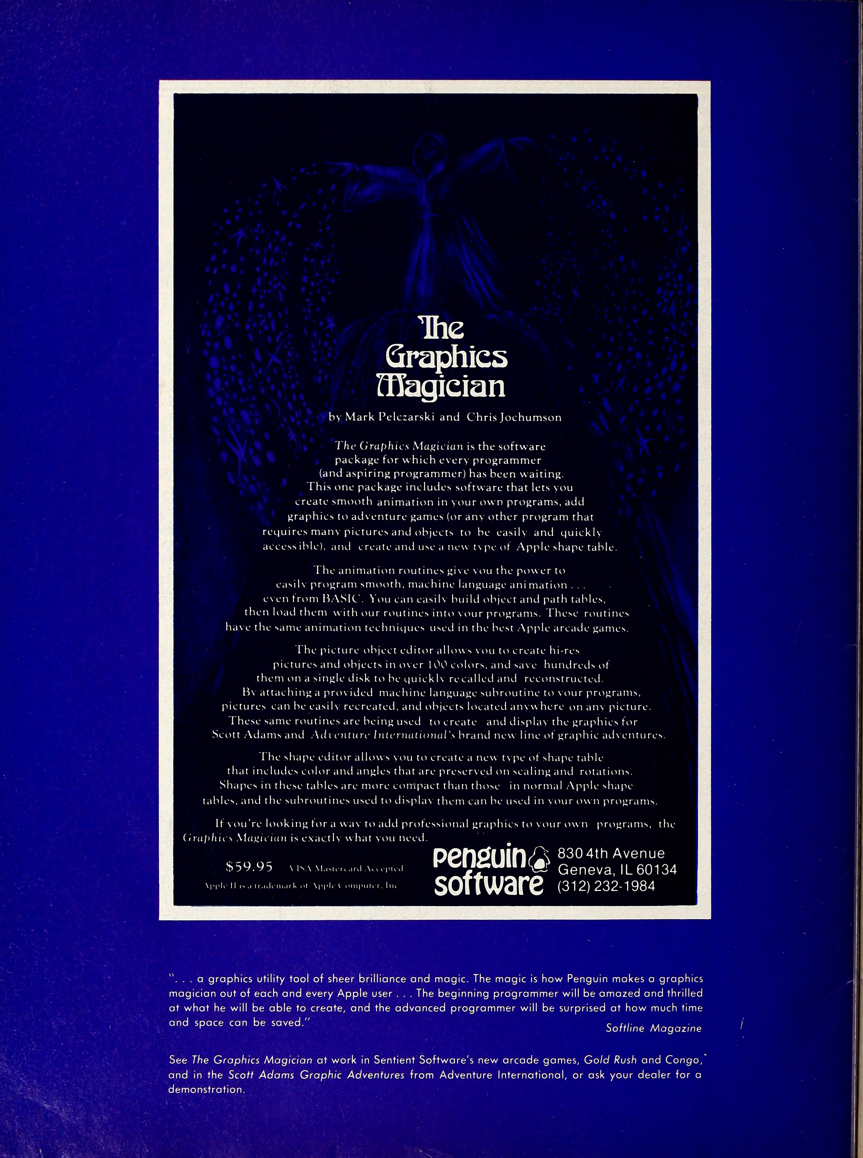 The
Graphics
Magician
by Mark Pelczarski and Chris Jochumson
The Graphics Magician is the software
package for which every programmer
(and aspiring programmer) has been waiting.
This one package includes software that lets you
create smooth animation in your own programs, add
graphics to adventure games (or any other program that
requires many pictures and objects to be easily and quickly
accessible), and create and use a new type of Apple shape table.
The animation routines give you the power to
easily program smooth, machine language animation . . .
even from BASIC. You can easily build object and path tables,
then load them with our routines into your programs. These routines
have the same animation techniques used in the best Apple arcade games.
The picture object editor allows you to create hi-res
pictures and objects in over 100 colors, and save hundreds of
them on a single disk to be quickly recalled and reconstructed.
By attaching a provided machine language subroutine to your programs,
pictures can be easily recreated, and objects located anywhere on any picture.
These same routines are being used to create and display the graphics for
Scott Adams and Adventure International's brand new line of graphic adventures.
The shape editor allows you to create a new type of shape table
that includes color and angles that are preserved on scaling and rotations.
Shapes in these tables are more compact than those in normal Apple shape
tables, and the subroutines used to display them can be used in your own programs.
If you're looking for a way to add professional graphics to your own programs, the
Graphics Magician is exactly what you need.
$59.95 VISA Mastercard Accepted
Apple II is a trademark of Apple Computer, Inc
penguin
software
830 4th Avenue
Geneva, IL 60134
(312) 232-1984
". . . a graphics utility tool of sheer brilliance and magic. The magic is how Penguin makes a graphics
magician out of each and every Apple user . . . The beginning programmer will be amazed and thrilled
at what he will be able to create, and the advanced programmer will be surprised at how much time
and space can be saved."
Softline Magazine
See The Graphics Magician at work in Sentient Software's new arcade games, Gold Rush and Congo,
and in the Scott Adams Graphic Adventures from Adventure International, or ask your dealer for a
demonstration.